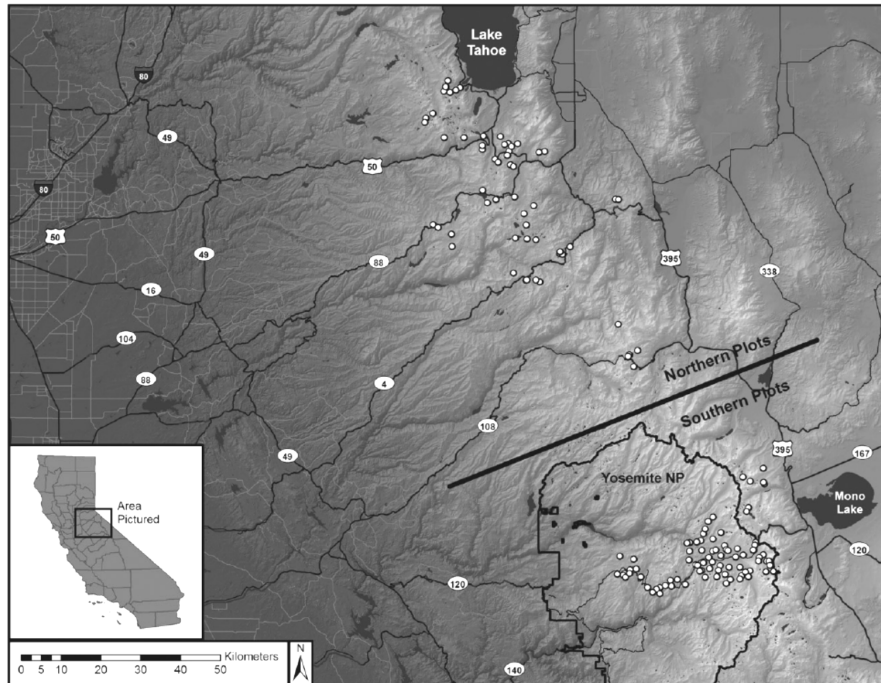 Lake
Tahoe
80
49
50
80
50
49
88
395
16
338
104
88
4
Northern Plots
Southern Plots
108
49
395
167
Yosemite NP
Mono
Lake
Area
Pictured
120
120
140
Kilometers
0 5 10 20 30 40 50
N